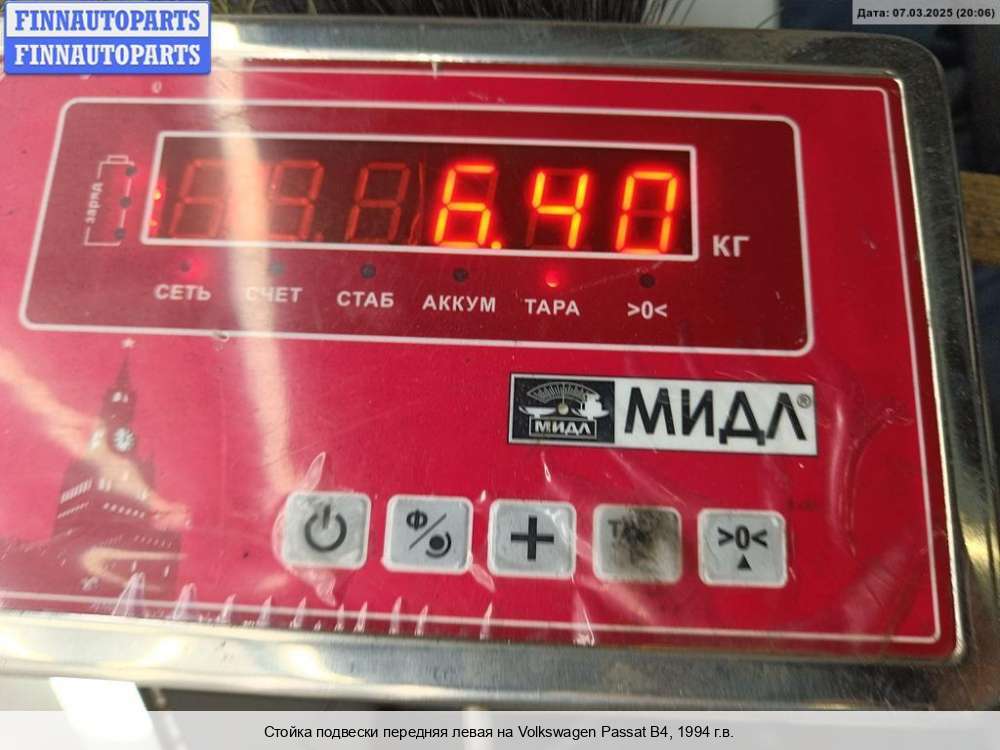 FINNAUTOPARTS
FINNAUTOPARTS
Дата: 07.03.2025 (20:06)
заряд
6.40
КГ
СЕТЬ СЧЕТ СТАБ АККУМ ТАРА >0<
МИДЛ МИДЛ®
Ф/
>0<
Стойка подвески передняя левая на Volkswagen Passat B4, 1994 г.в.